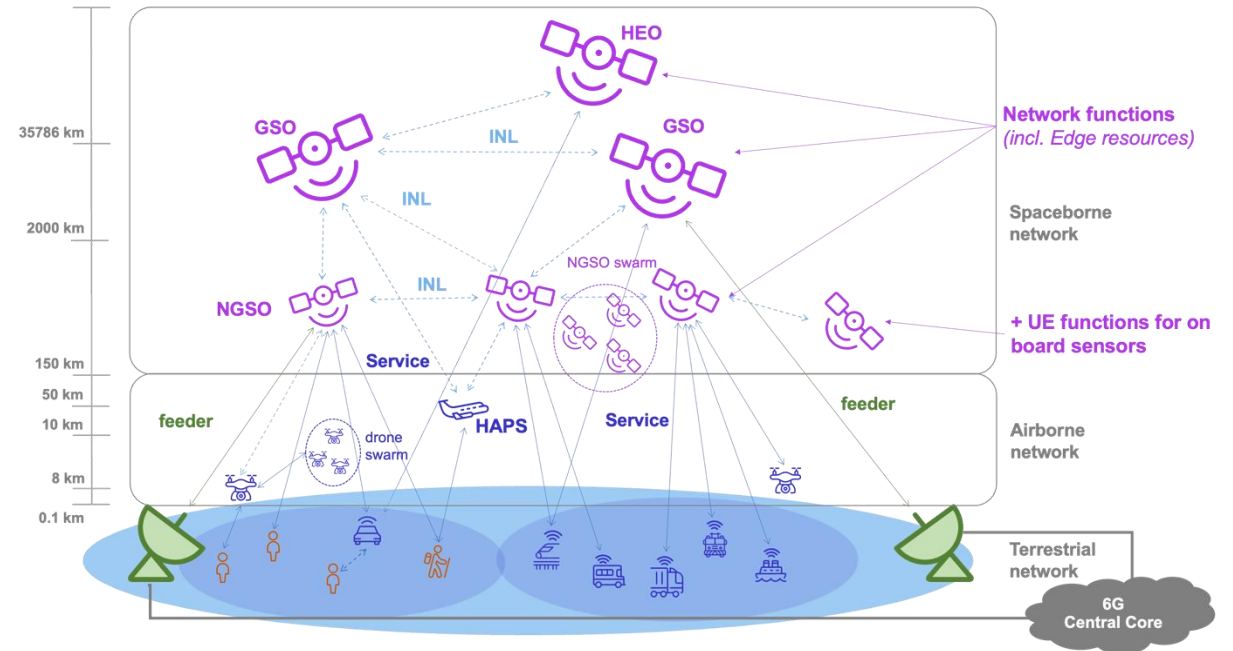 HEO
GSO
GSO
INL
Network functions
(incl. Edge resources)
35786 km
INL
Spaceborne
network
2000 km
NGSO swarm
INL
NGSO
+ UE functions for on
board sensors
Service
150 km
50 km
feeder
HAPS
Service
feeder
10 km
drone
swarm
Airborne
network
8 km
0.1 km
Terrestrial
network
6G
Central Core